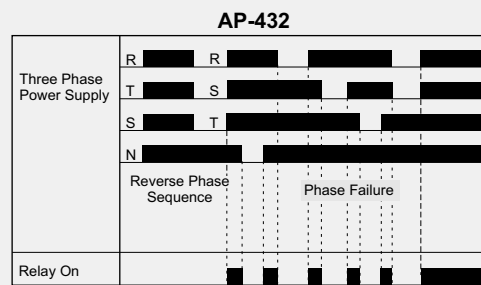 AP-432
R R
Three Phase
Power Supply
T S
S T
N
Reverse Phase
Sequence
Phase Failure
Relay On